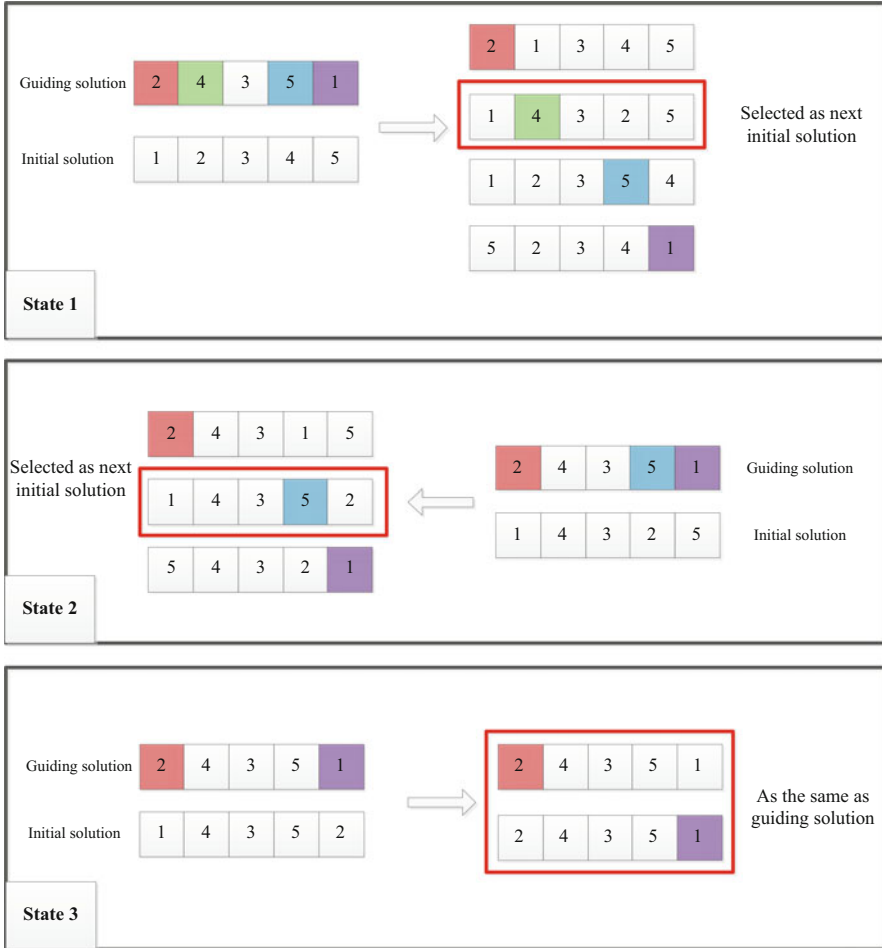 2 1 3 4 5
Guiding solution 2 4 3 5 1
1 4 3 2 5
Selected as next
initial solution
Initial solution 1 2 3 4 5
1 2 3 5 4
5 2 3 4 1
State 1
2 4 3 1 5
Selected as next
initial solution
1 4 3 5 2
5 4 3 2 1
2 4 3 5 1 Guiding solution
1 4 3 2 5 Initial solution
State 2
Guiding solution 2 4 3 5 1
Initial solution 1 4 3 5 2
2 4 3 5 1
2 4 3 5 1
As the same as
guiding solution
State 3